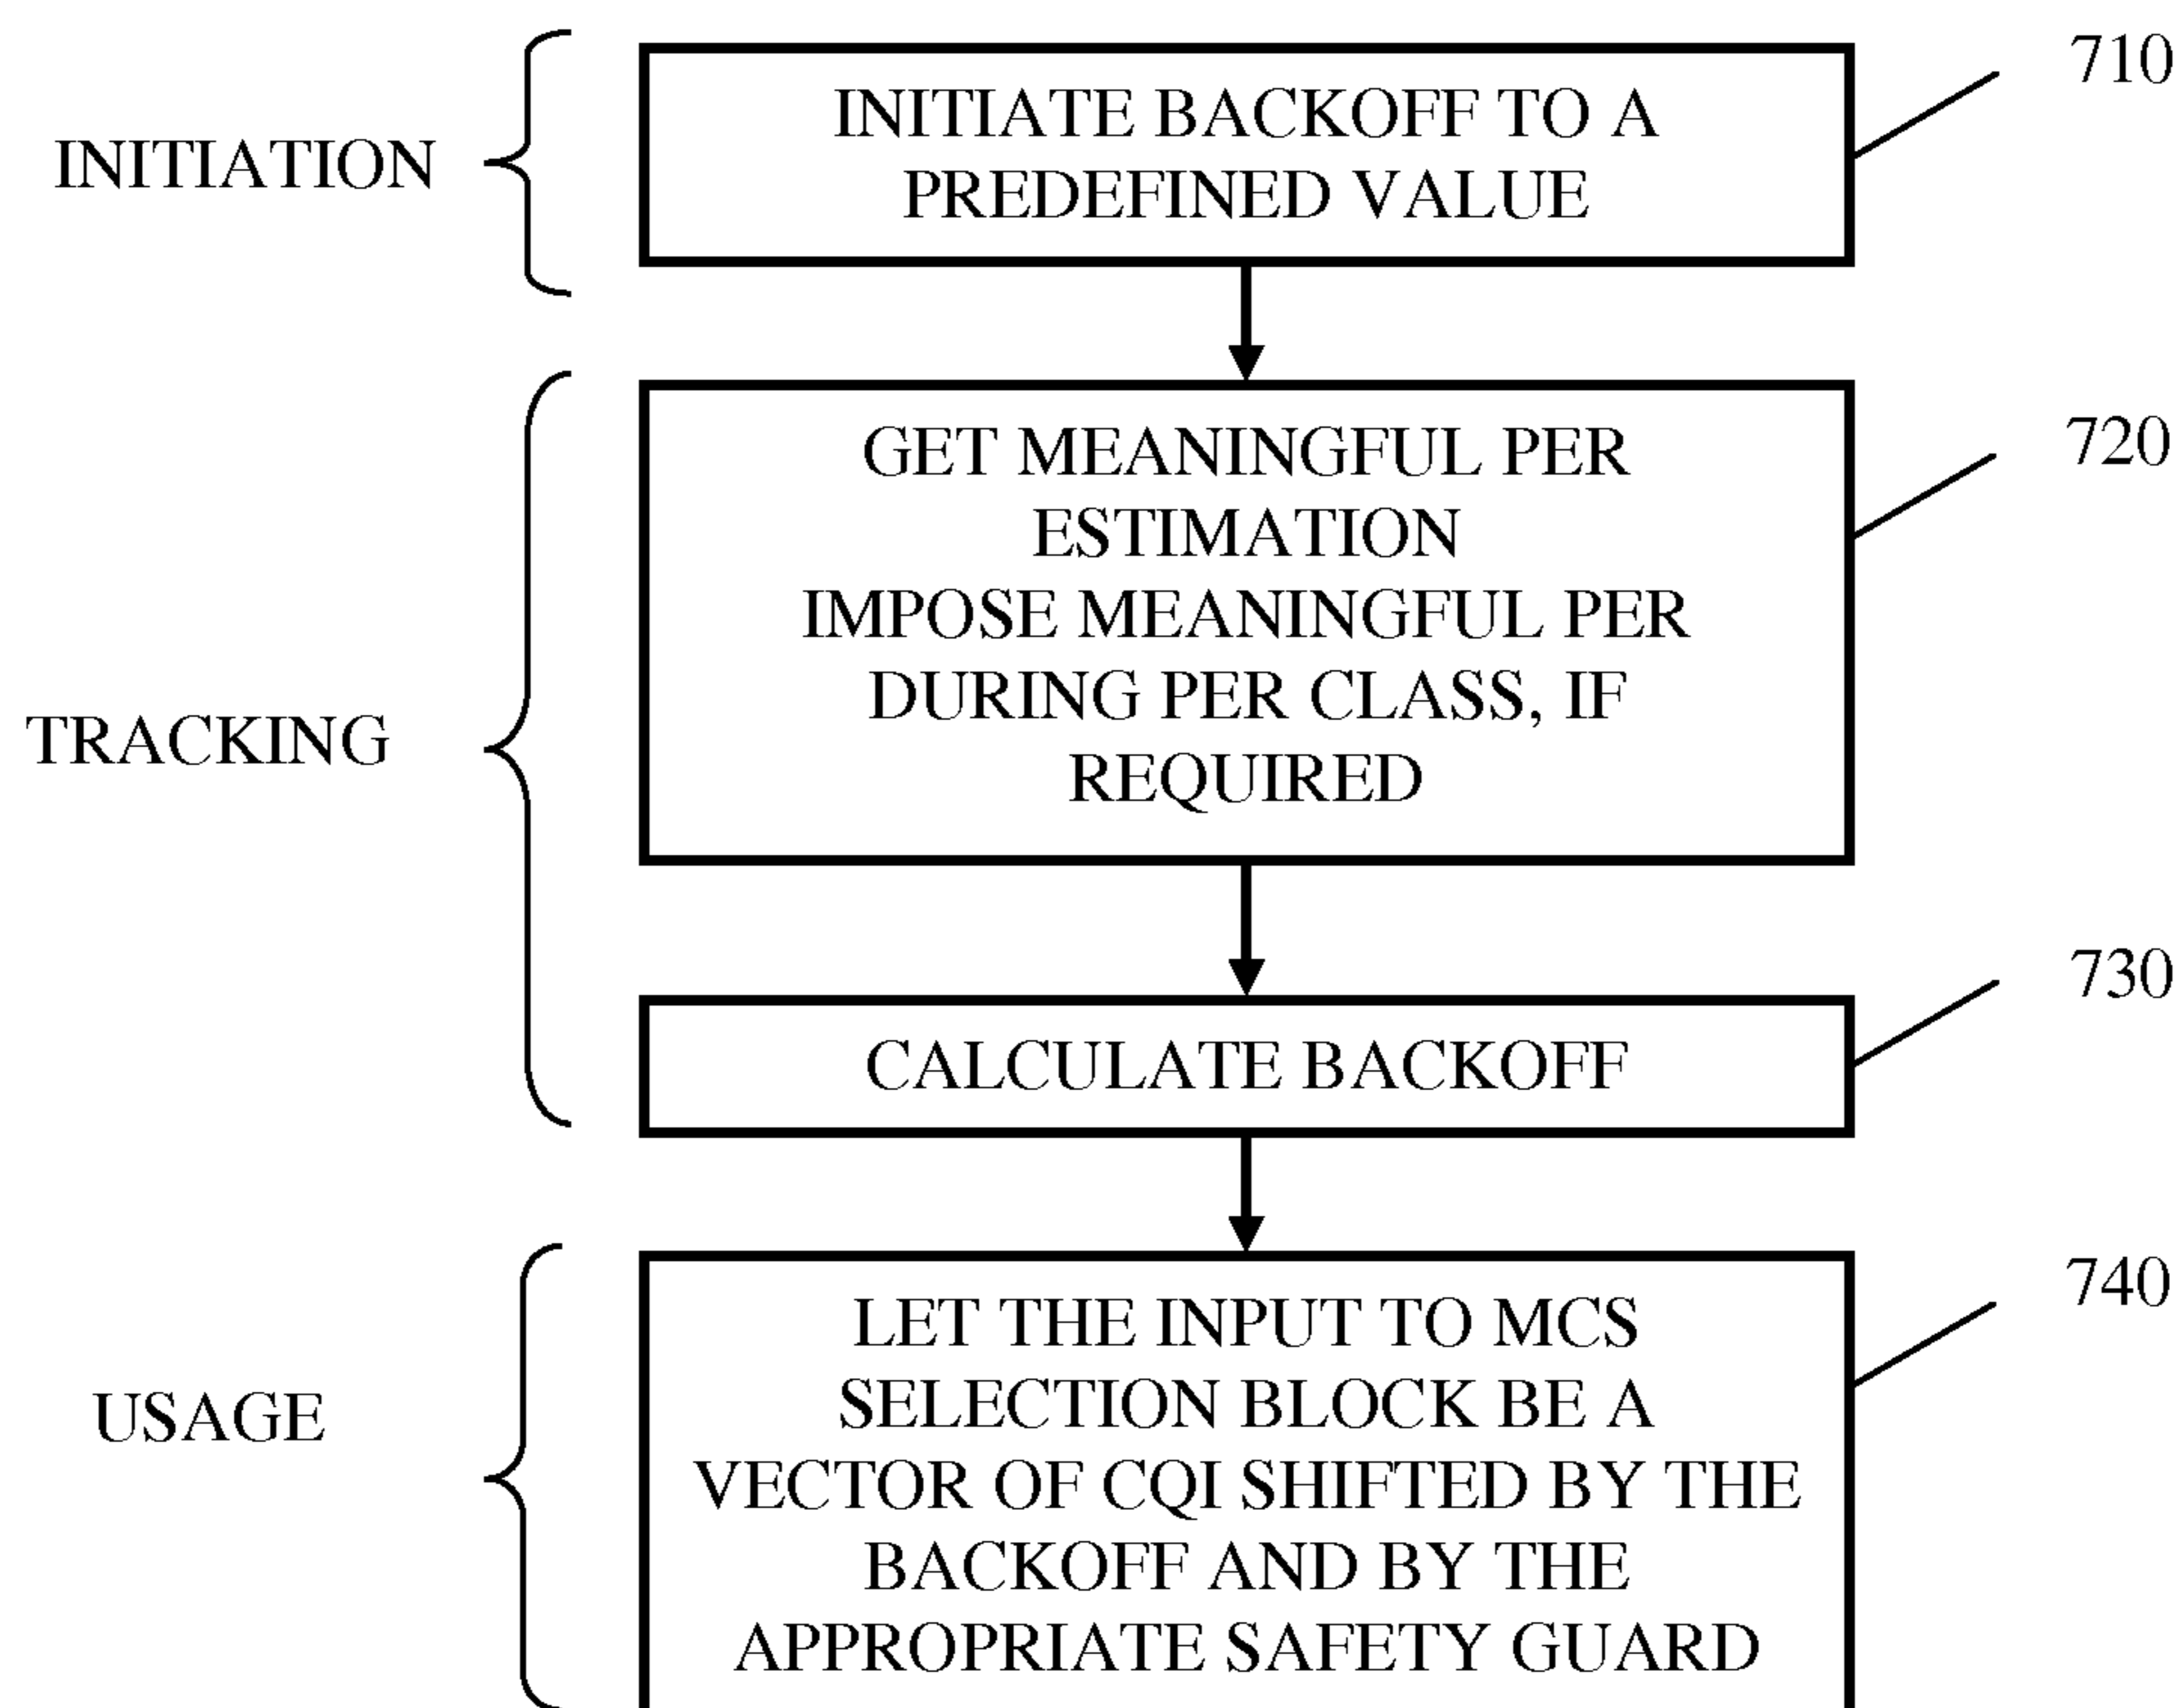 710
INITIATION
INITIATE BACKOFF TO A
PREDEFINED VALUE
720
TRACKING
GET MEANINGFUL PER
ESTIMATION
IMPOSE MEANINGFUL PER
DURING PER CLASS, IF
REQUIRED
730
CALCULATE BACKOFF
740
USAGE
LET THE INPUT TO MCS
SELECTION BLOCK BE A
VECTOR OF CQI SHIFTED BY THE
BACKOFF AND BY THE
APPROPRIATE SAFETY GUARD